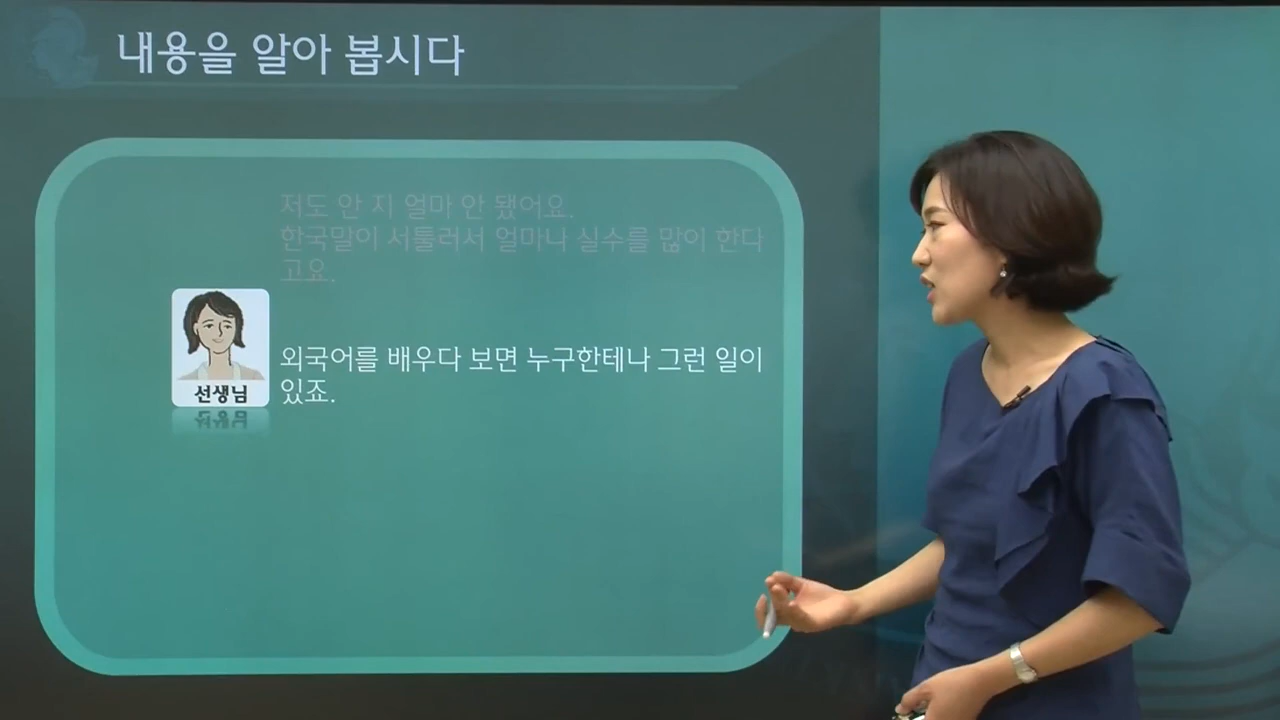 내용을 알아 봅시다
저도 안 지 얼마 안 됐어요.
한국말이 서툴러서 얼마나 실수를 많이 한다
고요.
외국어를 배우다 보면 누구한테나 그런 일이
있죠.
선생님